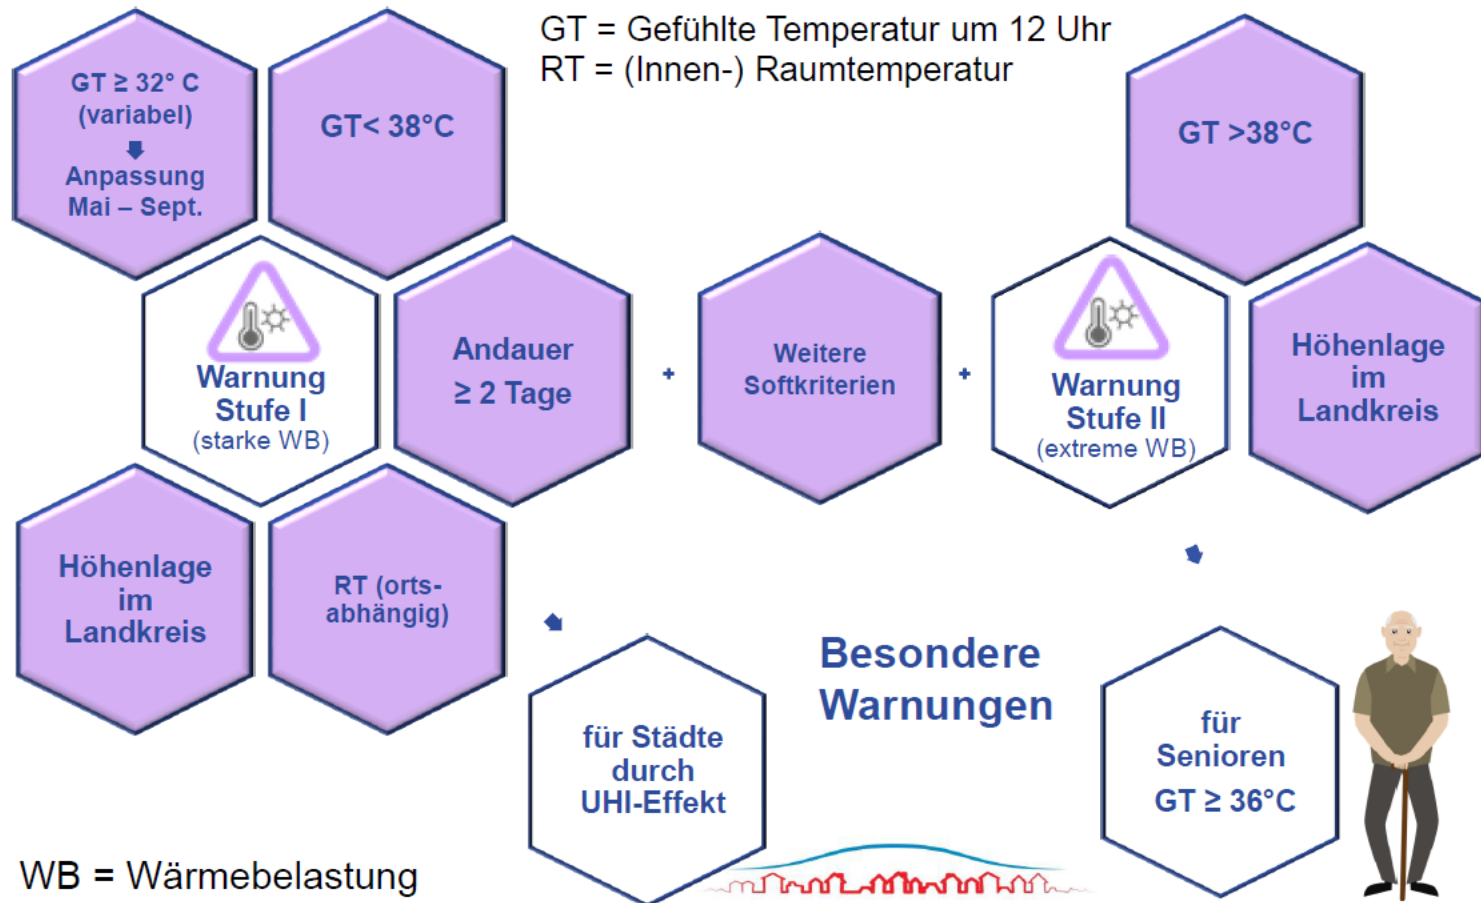 GT = Gefühlte Temperatur um 12 Uhr
RT = (Innen-) Raumtemperatur
GT ≥ 32° C
(variabel)
Anpassung
Mai – Sept.
GT< 38°C
GT >38°C
Warnung
Stufe I
(starke WB)
Andauer
≥ 2 Tage
+
Weitere
Softkriterien
+
Warnung
Stufe II
(extreme WB)
Höhenlage
im
Landkreis
Höhenlage
im
Landkreis
RT (orts-
abhängig)
Besondere
Warnungen
für Städte
durch
UHI-Effekt
für
Senioren
GT ≥ 36°C
WB = Wärmebelastung